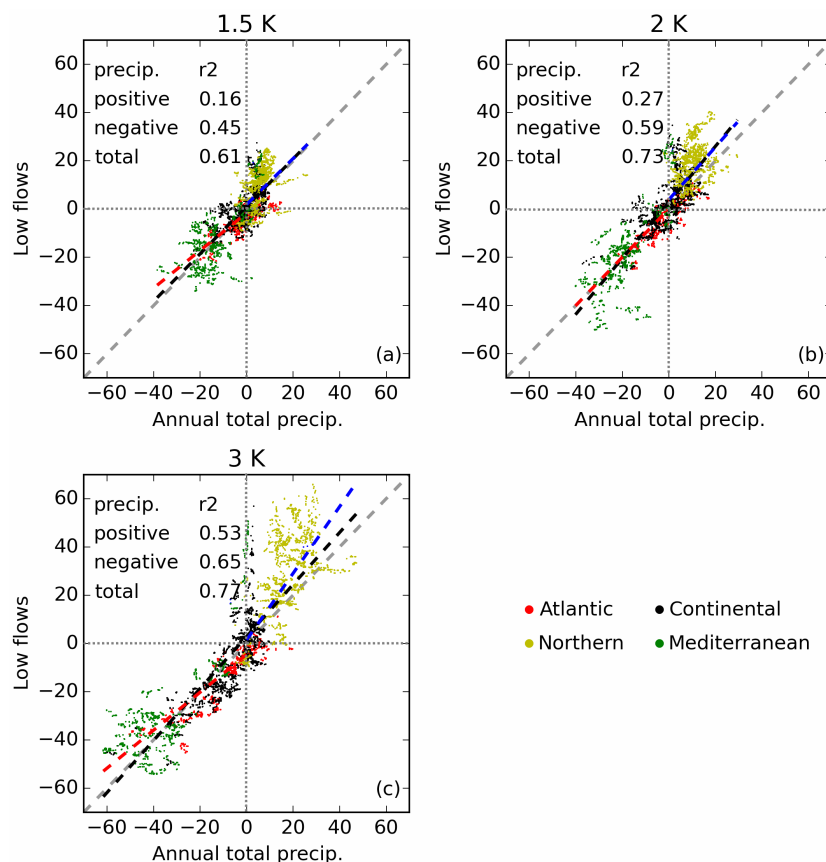 1.5 K
precip. r2
positive 0.16
negative 0.45
total 0.61
60
40
20
0
−20
−40
−60
Low flows
(a)
−60 −40 −20 0 20 40 60
Annual total precip.
2 K
precip. r2
positive 0.27
negative 0.59
total 0.73
60
40
20
0
−20
−40
−60
Low flows
(b)
−60 −40 −20 0 20 40 60
Annual total precip.
3 K
precip. r2
positive 0.53
negative 0.65
total 0.77
60
40
20
0
−20
−40
−60
Low flows
(c)
−60 −40 −20 0 20 40 60
Annual total precip.
Atlantic Continental
Northern Mediterranean